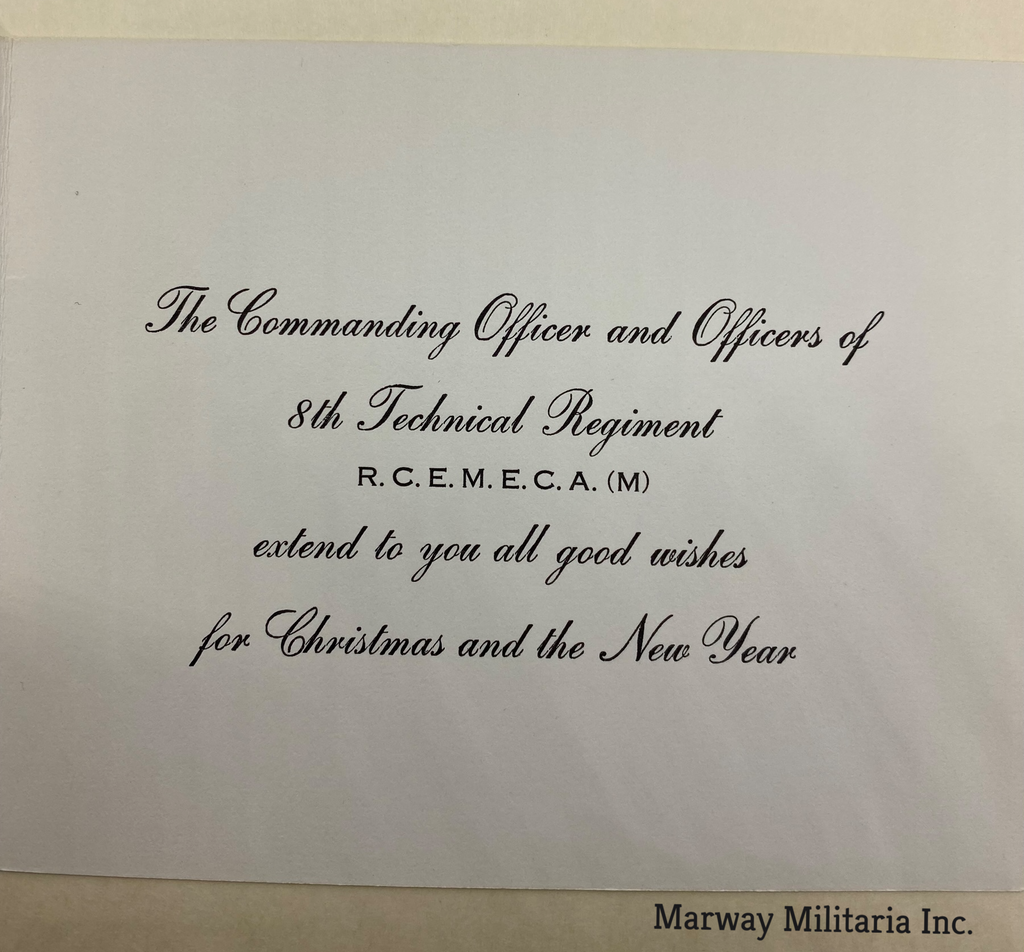 The Commanding Officer and Officers of
8th Technical Regiment
R. C. E. M. E. C. A. (M)
extend to you all good wishes
for Christmas and the New Year
Marway Militaria Inc.